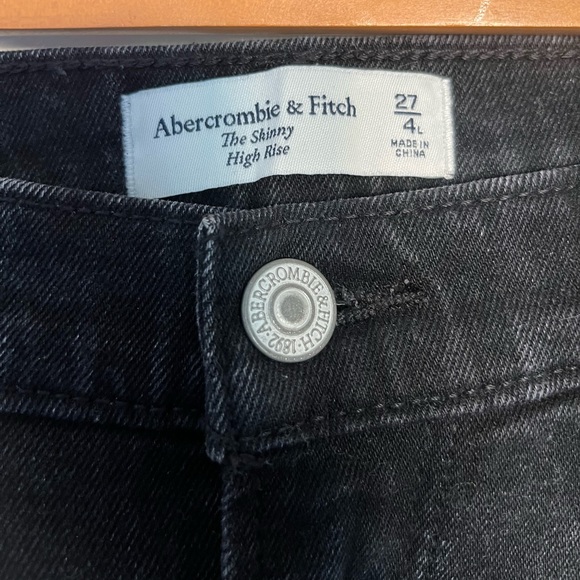 Abercrombie & Fitch
The Skinny
High Rise
27
4L
MADE IN
CHINA
ABERCROMBIE & FITCH · 1892 ·